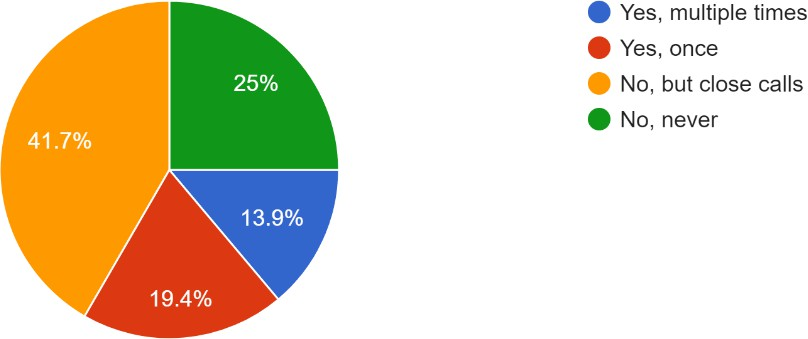 Yes, multiple times
Yes, once
No, but close calls
No, never
25%
41.7%
13.9%
19.4%